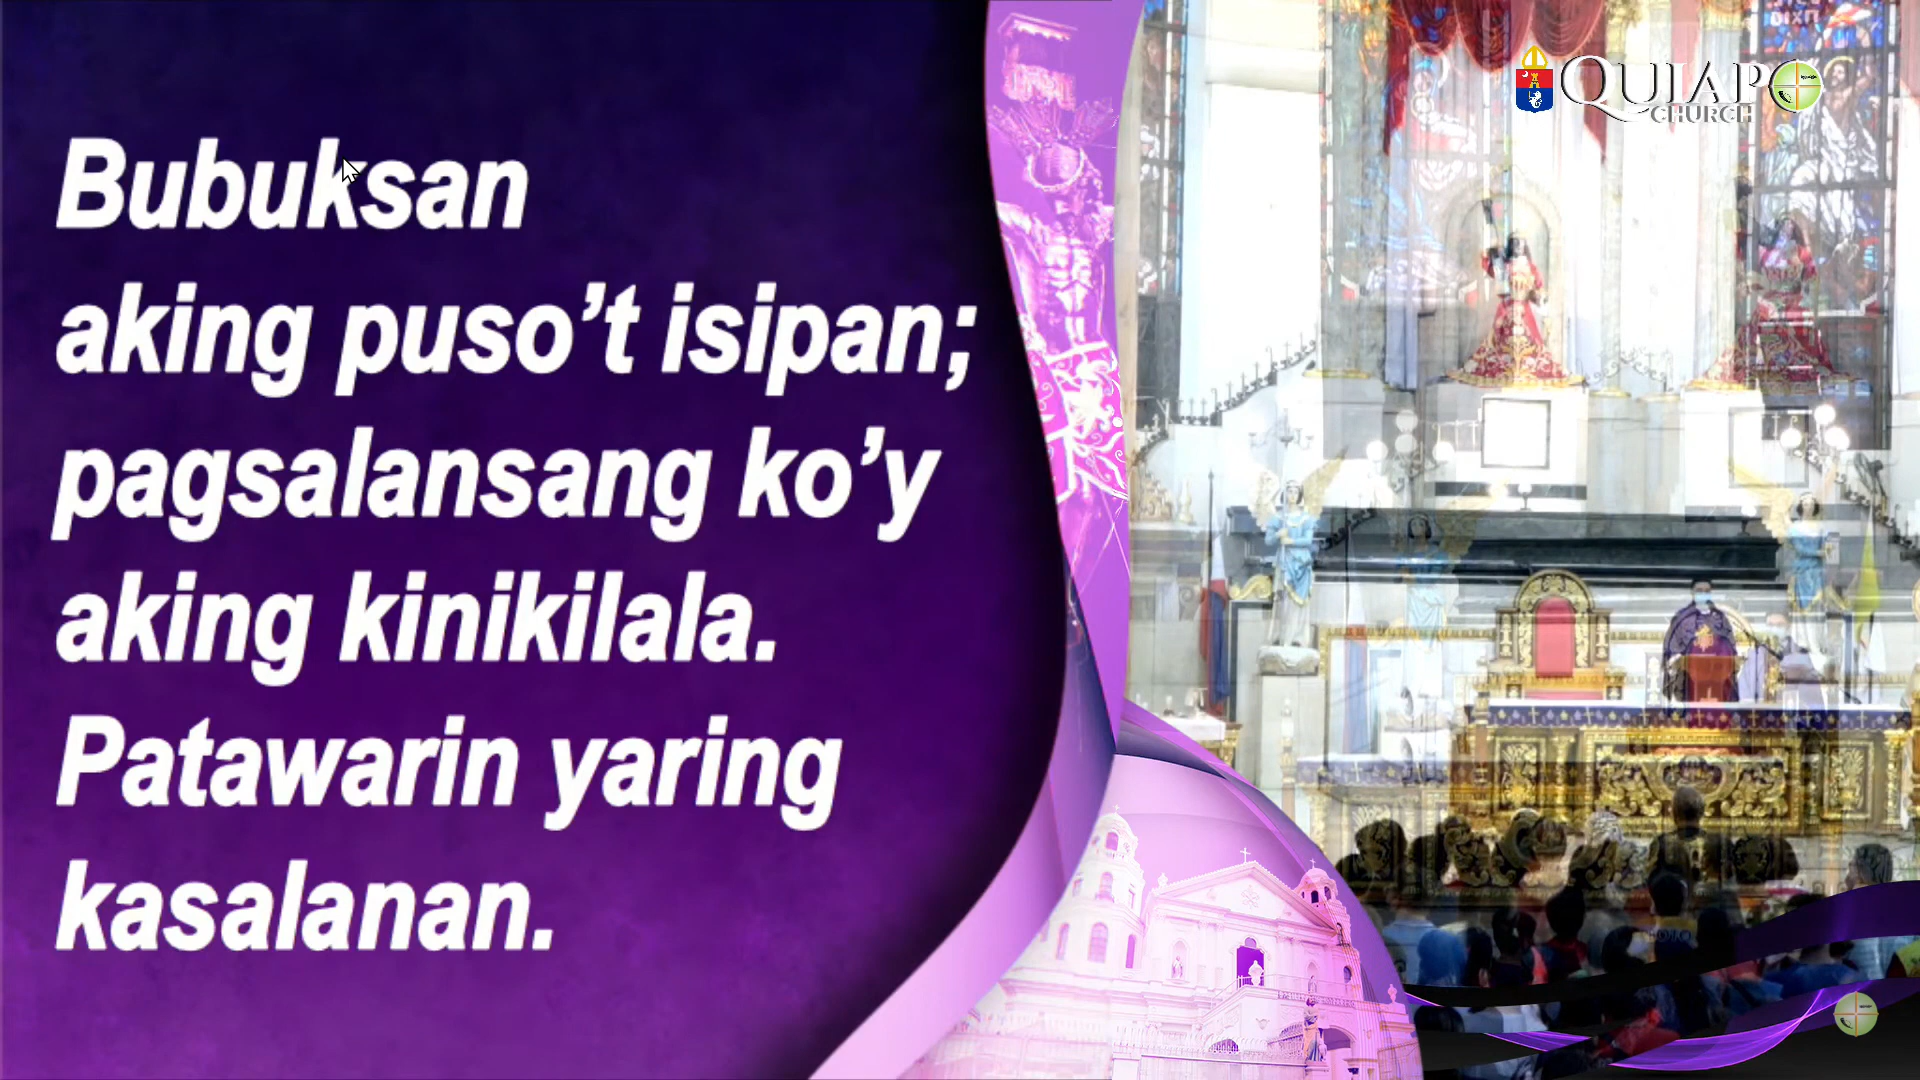 Bubuksan
aking puso’t isipan;
pagsalansang ko’y
aking kinikilala.
Patawarin yaring
kasalanan.
QUIAPO
CHURCH